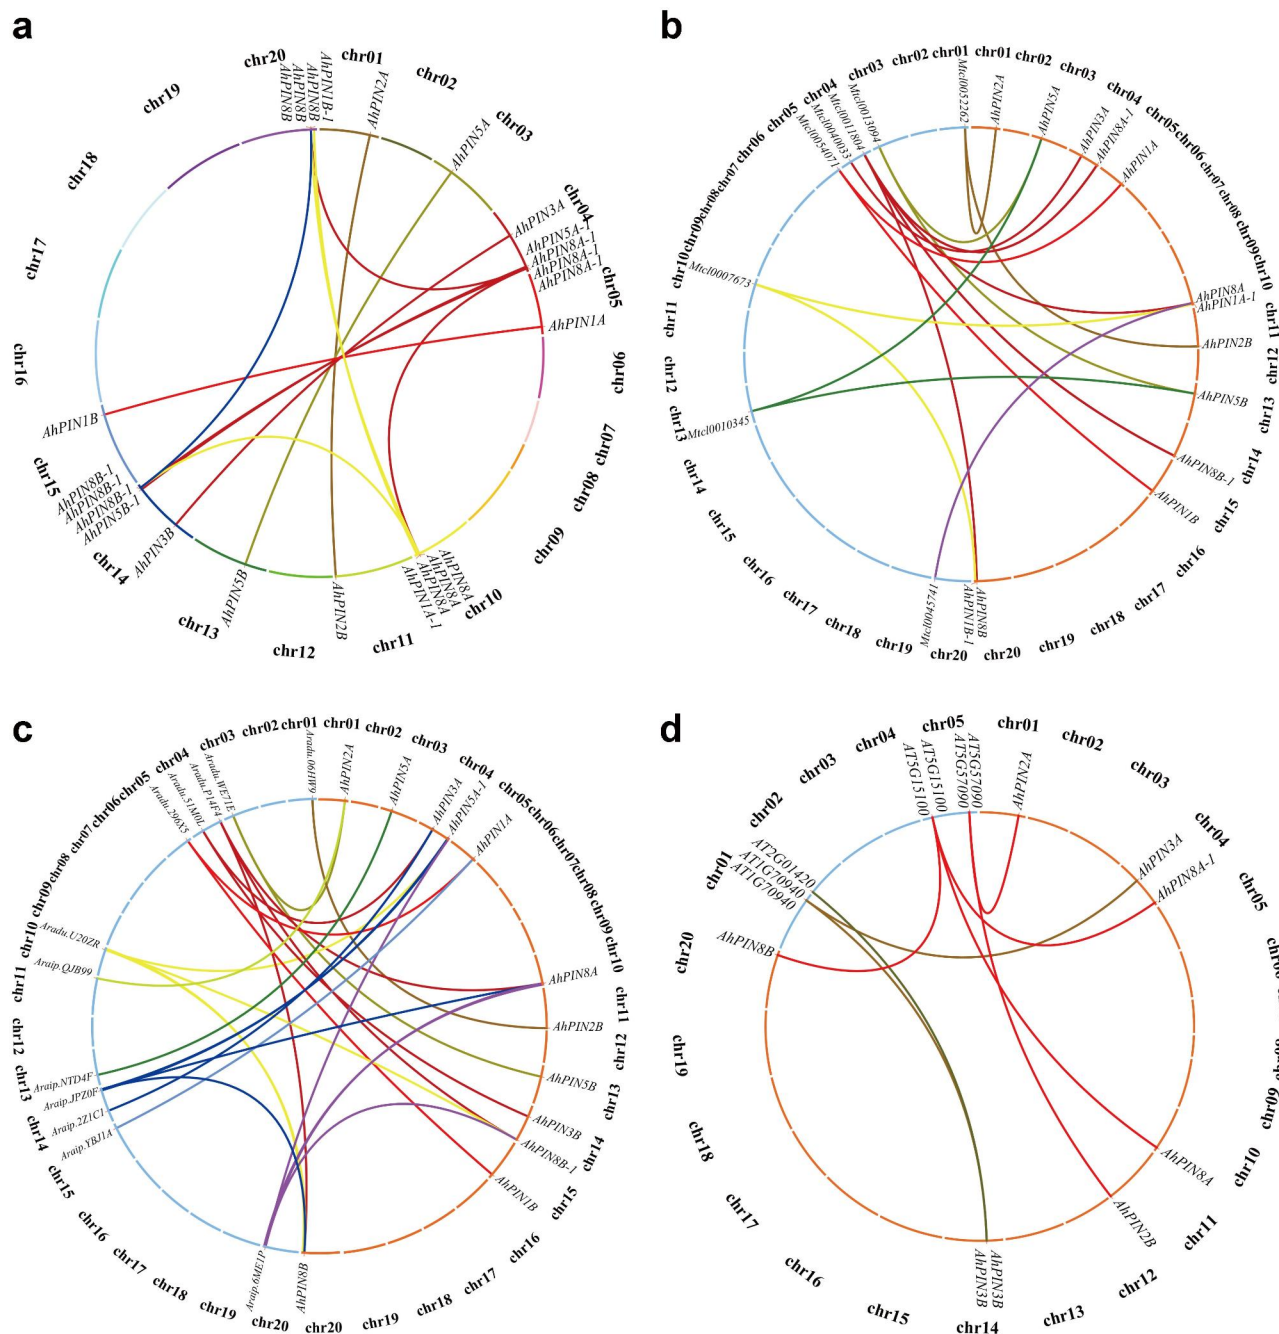 a
chr20
chr01
chr02
chr03
chr04
chr05
chr06
chr07
chr08
chr09
chr10
chr11
chr12
chr13
chr14
chr15
chr16
chr17
chr18
chr19
AhPIN8B
AhPIN8B
AhPIN8B
AhPIN1B-1
AhPIN2A
AhPIN5A
AhPIN3A
AhPIN5A-1
AhPIN8A-1
AhPIN8A-1
AhPIN8A-1
AhPIN1A
AhPIN8A
AhPIN8A
AhPIN8A
AhPIN1A-1
AhPIN2B
AhPIN5B
AhPIN3B
AhPIN5B-1
AhPIN8B-1
AhPIN8B-1
AhPIN8B-1
AhPIN1B
b
chr01
chr02
chr03
chr04
chr05
chr06
chr07
chr08
chr09
chr10
chr11
chr12
chr13
chr14
chr15
chr16
chr17
chr18
chr19
chr20
chr20
chr19
chr18
chr17
chr16
chr15
chr14
chr13
chr12
chr11
chr10
chr09
chr08
chr07
chr06
chr05
chr04
chr03
chr02
chr01
Mtcl0052262
AhPIN2A
AhPIN5A
AhPIN3A
AhPIN8A-1
AhPIN1A
AhPIN8A
AhPIN1A-1
AhPIN2B
AhPIN5B
AhPIN8B-1
AhPIN1B
AhPIN8B
AhPIN1B-1
Mtcl0045741
Mtcl0010345
Mtcl0007673
Mtcl0054071
Mtcl0040033
Mtcl0011804
Mtcl0013094
c
chr01
chr02
chr03
chr04
chr05
chr06
chr07
chr08
chr09
chr10
chr11
chr12
chr13
chr14
chr15
chr16
chr17
chr18
chr19
chr20
chr20
chr19
chr18
chr17
chr16
chr15
chr14
chr13
chr12
chr11
chr10
chr09
chr08
chr07
chr06
chr05
chr04
chr03
chr02
chr01
Aradu.06HW9
AhPIN2A
AhPIN5A
AhPIN3A
AhPIN5A-1
AhPIN1A
AhPIN8A
AhPIN2B
AhPIN5B
AhPIN3B
AhPIN8B-1
AhPIN1B
AhPIN8B
Araip.6ME1P
Araip.YBJ1A
Araip.2Z1C1
Araip.JPZ0F
Araip.NTD4F
Araip.QJB99
Aradu.U20ZR
Aradu.296X5
Aradu.51M0L
Aradu.P14F4
Aradu.WE71E
d
chr05
chr01
chr02
chr03
chr04
chr05
chr09
chr10
chr11
chr12
chr13
chr14
chr15
chr16
chr17
chr18
chr19
chr20
chr01
chr02
chr03
chr04
AT5G15100
AT5G15100
AT5G57090
AT5G57090
AhPIN2A
AhPIN3A
AhPIN8A-1
AhPIN8A
AhPIN2B
AhPIN3B
AhPIN3B
AhPIN8B
AT1G70940
AT1G70940
AT2G01420